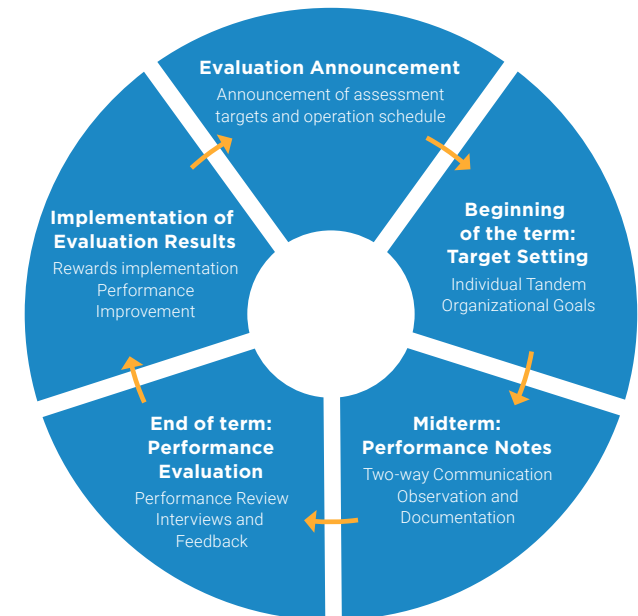 Evaluation Announcement
Announcement of assessment
targets and operation schedule
Beginning
of the term:
Target Setting
Individual Tandem
Organizational Goals
Midterm:
Performance Notes
Two-way Communication
Observation and
Documentation
End of term:
Performance
Evaluation
Performance Review
Interviews and
Feedback
Implementation of
Evaluation Results
Rewards implementation
Performance
Improvement